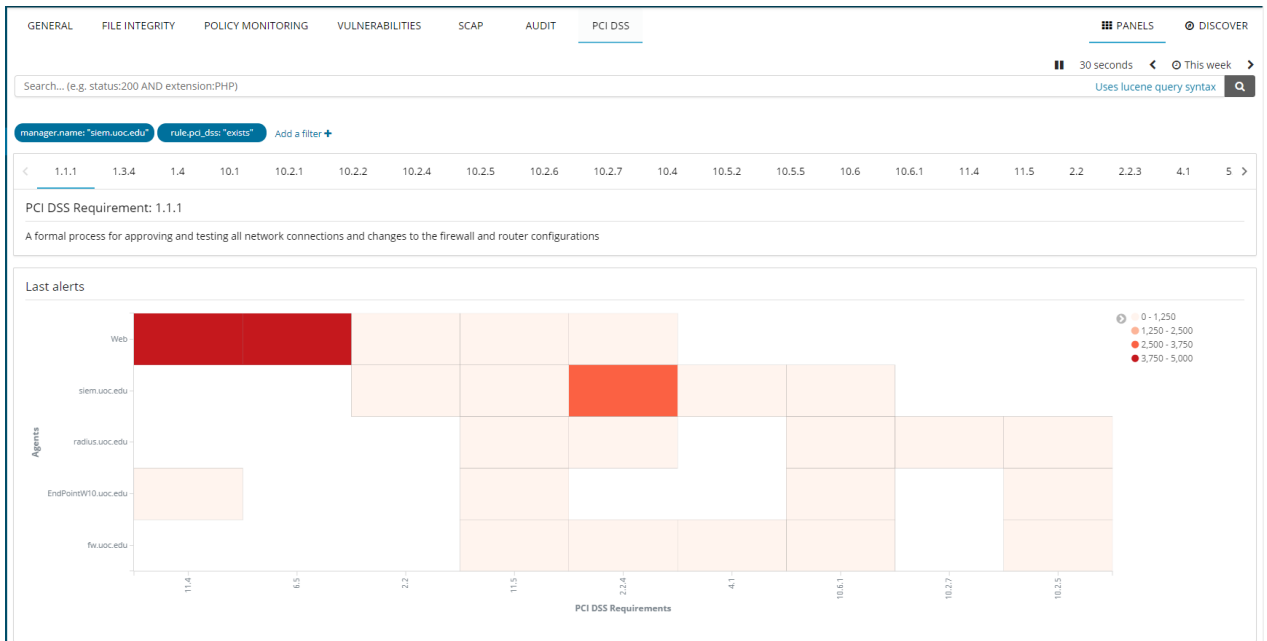 GENERAL FILE INTEGRITY POLICY MONITORING VULNERABILITIES SCAP AUDIT PCI DSS PANELS DISCOVER
30 seconds This week
Search... (e.g. status:200 AND extension:PHP) Uses lucene query syntax
manager.name: "siem.uoc.edu" rule.pci_dss: "exists" Add a filter +
1.1.1 1.3.4 1.4 10.1 10.2.1 10.2.2 10.2.4 10.2.5 10.2.6 10.2.7 10.4 10.5.2 10.5.5 10.6 10.6.1 11.4 11.5 2.2 2.2.3 4.1 5
PCI DSS Requirement: 1.1.1
A formal process for approving and testing all network connections and changes to the firewall and router configurations
Last alerts
0 - 1,250
1,250 - 2,500
2,500 - 3,750
3,750 - 5,000
Agents
Web
siem.uoc.edu
radius.uoc.edu
EndPointW10.uoc.edu
fw.uoc.edu
11.4 6.5 2.2 11.5 2.2.4 4.1 10.6.1 10.2.7 10.2.5
PCI DSS Requirements